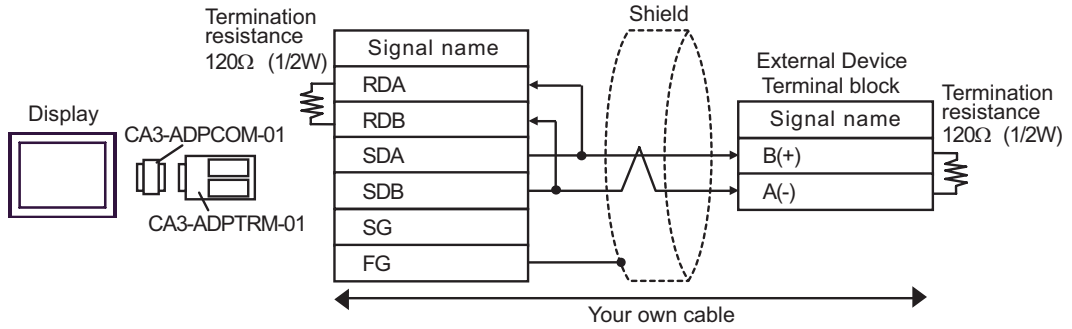 Display
CA3-ADPCOM-01
CA3-ADPTRM-01
Termination
resistance
120Ω (1/2W)
Signal name
RDA
RDB
SDA
SDB
SG
FG
Shield
External Device
Terminal block
Signal name
B(+)
A(-)
Termination
resistance
120Ω (1/2W)
Your own cable